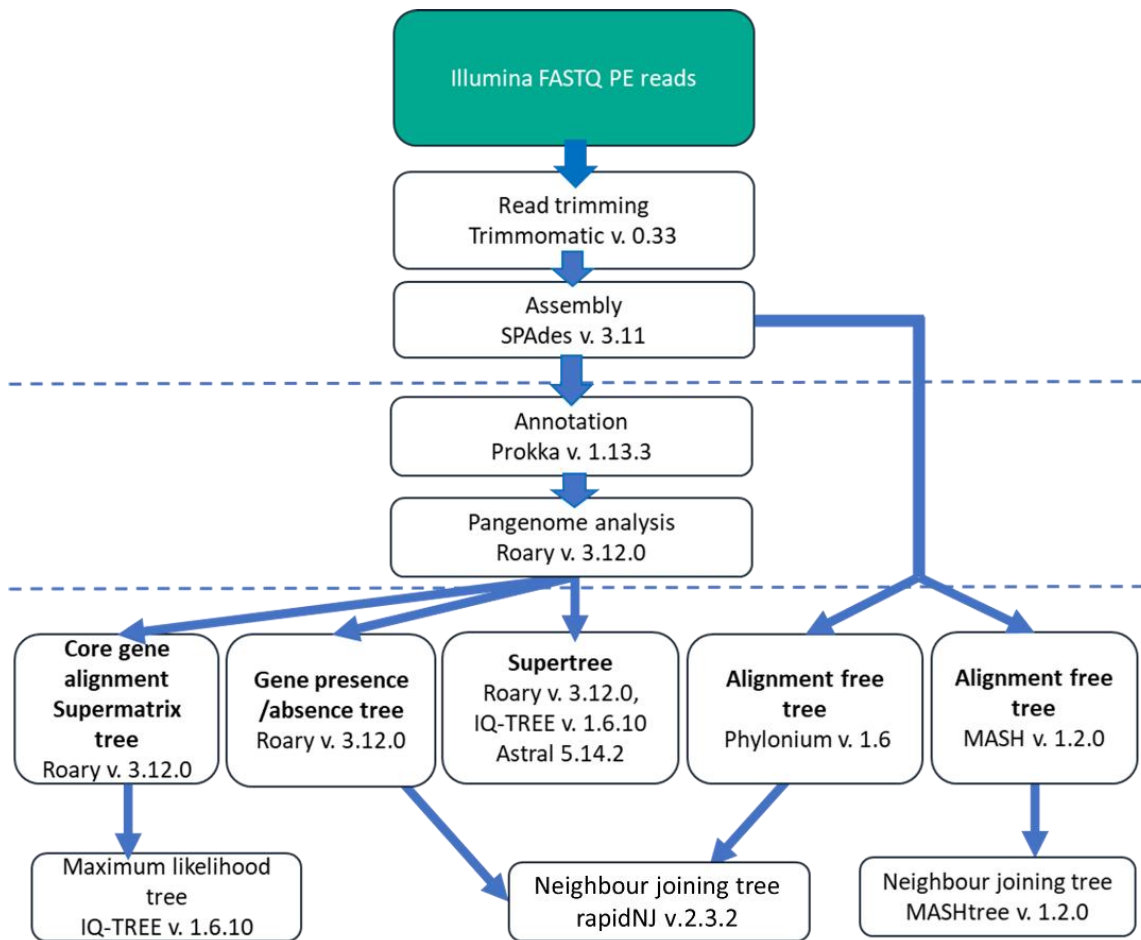 Illumina FASTQ PE reads
Read trimming
Trimmomatic v. 0.33
Assembly
SPAdes v. 3.11
Annotation
Prokka v. 1.13.3
Pangenome analysis
Roary v. 3.12.0
Core gene
alignment
Supermatrix
tree
Roary v. 3.12.0
Gene presence
/absence tree
Roary v. 3.12.0
Supertree
Roary v. 3.12.0,
IQ-TREE v. 1.6.10
Astral 5.14.2
Alignment free
tree
Phylonium v. 1.6
Alignment free
tree
MASH v. 1.2.0
Maximum likelihood
tree
IQ-TREE v. 1.6.10
Neighbour joining tree
rapidNJ v.2.3.2
Neighbour joining tree
MASHtree v. 1.2.0